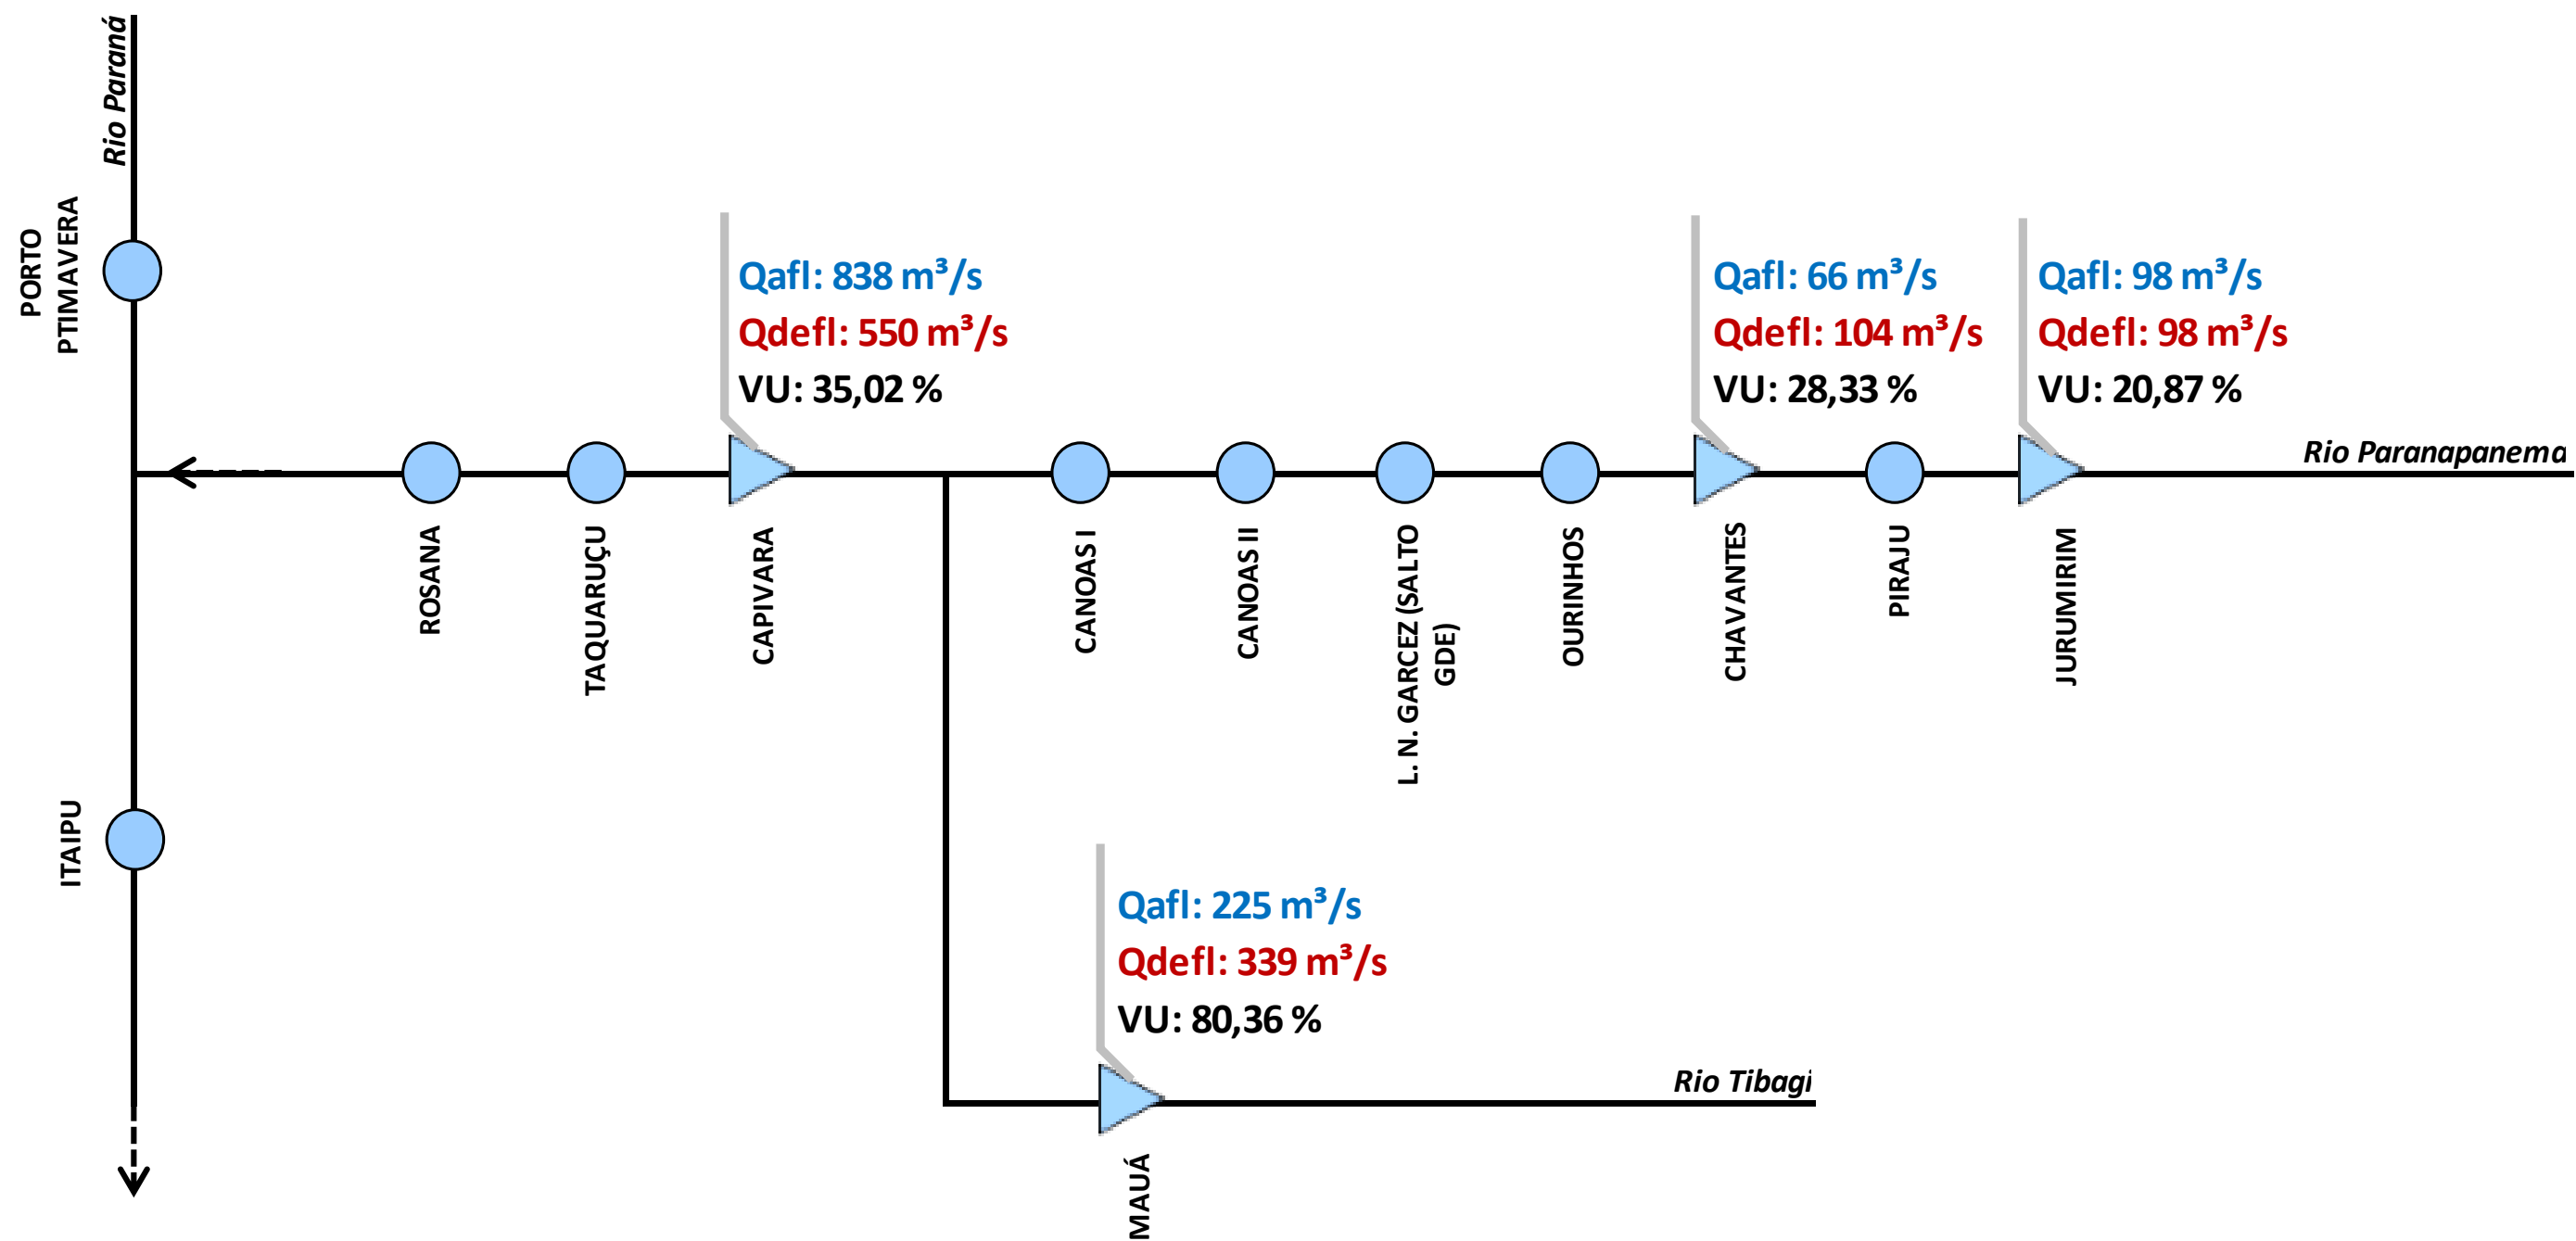 Rio Paraná
PORTO
PTIMAVERA
Qafl: 838 m³/s
Qdefl: 550 m³/s
VU: 35,02 %
Qafl: 66 m³/s
Qdefl: 104 m³/s
VU: 28,33 %
Qafl: 98 m³/s
Qdefl: 98 m³/s
VU: 20,87 %
Rio Paranapanema
ROSANA
TAQUARUÇU
CAPIVARA
CANOAS I
CANOAS II
L. N. GARCEZ (SALTO
GDE)
OURINHOS
CHAVANTES
PIRAJU
JURUMIRIM
ITAIPU
Qafl: 225 m³/s
Qdefl: 339 m³/s
VU: 80,36 %
Rio Tibagi
MAUÁ